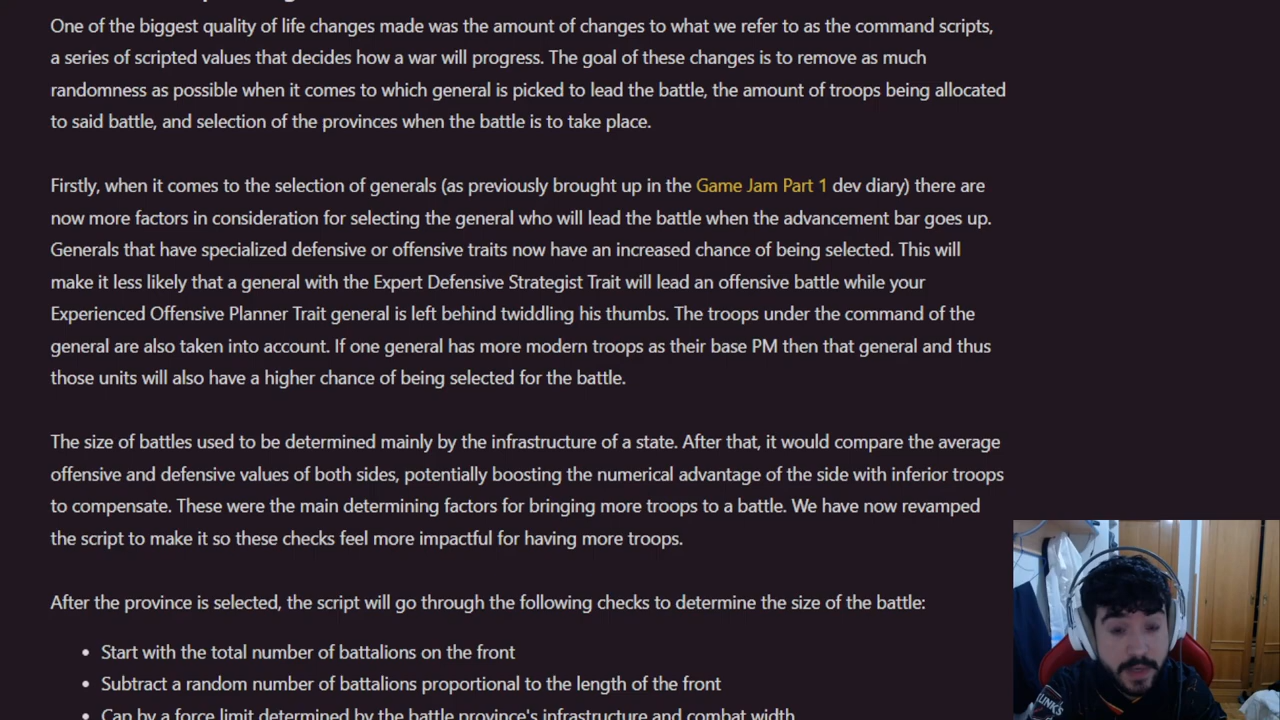 One of the biggest quality of life changes made was the amount of changes to what we refer to as the command scripts,
a series of scripted values that decides how a war will progress. The goal of these changes is to remove as much
randomness as possible when it comes to which general is picked to lead the battle, the amount of troops being allocated
to said battle, and selection of the provinces when the battle is to take place.
Firstly, when it comes to the selection of generals (as previously brought up in the Game Jam Part 1 dev diary) there are
now more factors in consideration for selecting the general who will lead the battle when the advancement bar goes up.
Generals that have specialized defensive or offensive traits now have an increased chance of being selected. This will
make it less likely that a general with the Expert Defensive Strategist Trait will lead an offensive battle while your
Experienced Offensive Planner Trait general is left behind twiddling his thumbs. The troops under the command of the
general are also taken into account. If one general has more modern troops as their base PM then that general and thus
those units will also have a higher chance of being selected for the battle.
The size of battles used to be determined mainly by the infrastructure of a state. After that, it would compare the average
offensive and defensive values of both sides, potentially boosting the numerical advantage of the side with inferior troops
to compensate. These were the main determining factors for bringing more troops to a battle. We have now revamped
the script to make it so these checks feel more impactful for having more troops.
After the province is selected, the script will go through the following checks to determine the size of the battle:
• Start with the total number of battalions on the front
• Subtract a random number of battalions proportional to the length of the front
• Cap by a force limit determined by the battle province's infrastructure and combat width